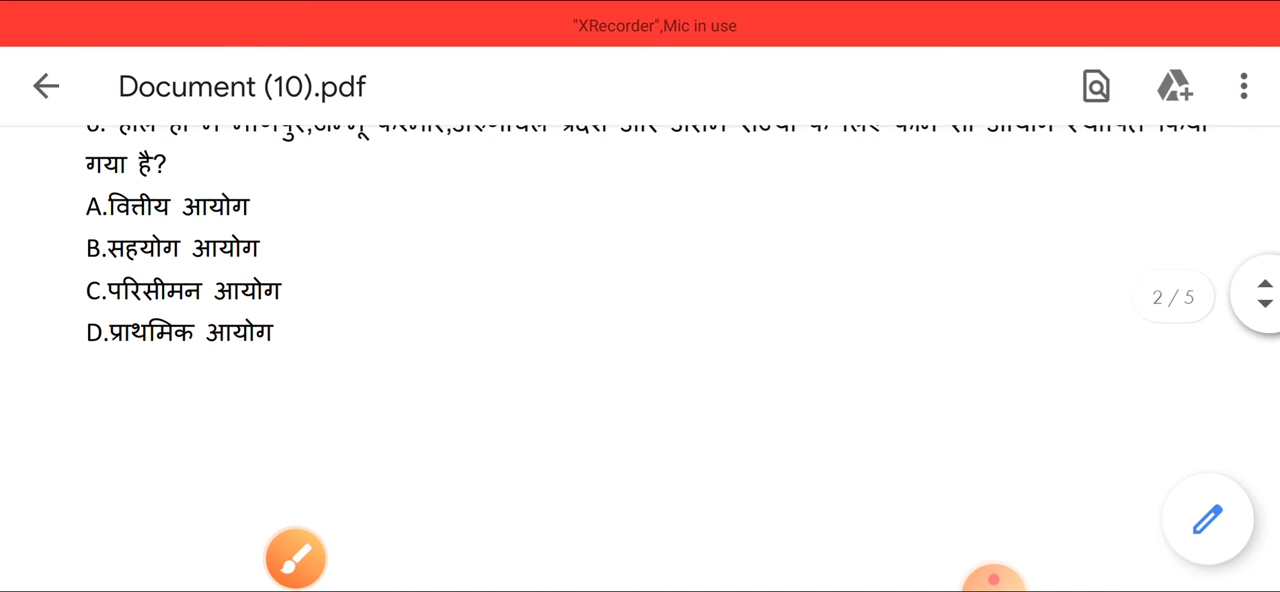 "XRecorder",Mic in use
Document (10).pdf
गया है?
A.वित्तीय आयोग
B.सहयोग आयोग
C.परिसीमन आयोग
D.प्राथमिक आयोग
2 / 5